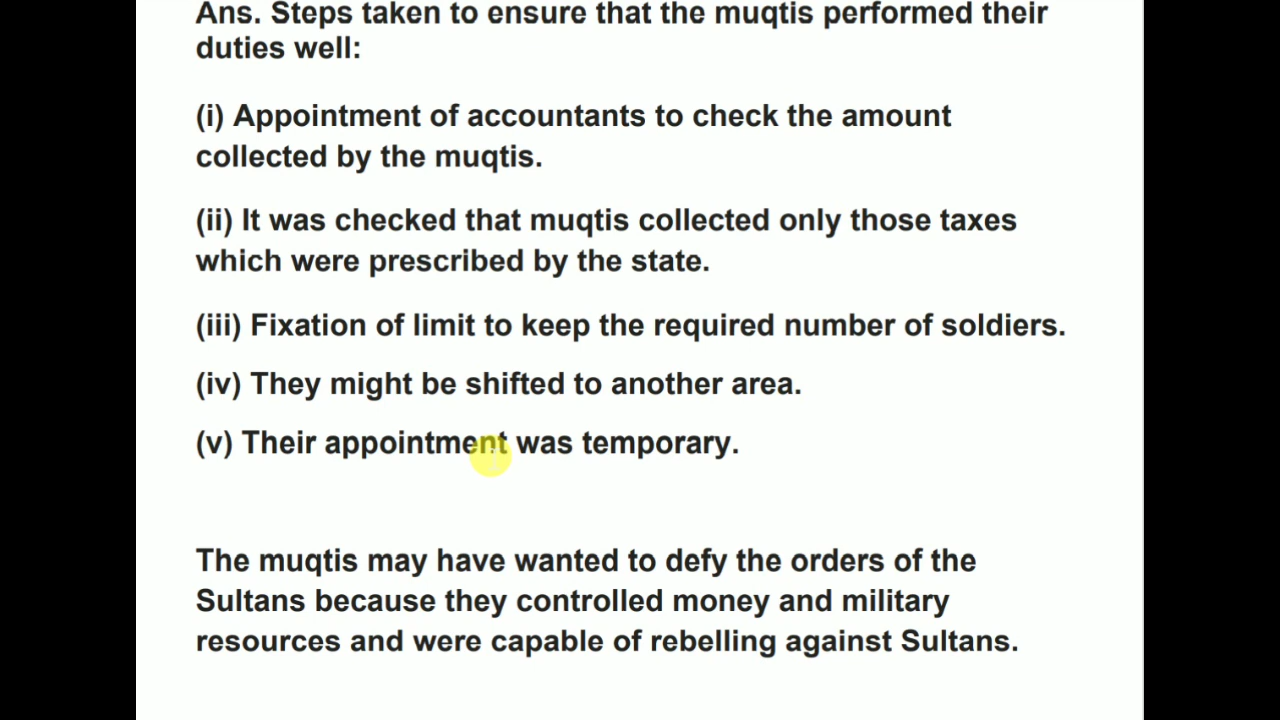 Ans. Steps taken to ensure that the muqtis performed their
duties well:
(i) Appointment of accountants to check the amount
collected by the muqtis.
(ii) It was checked that muqtis collected only those taxes
which were prescribed by the state.
(iii) Fixation of limit to keep the required number of soldiers.
(iv) They might be shifted to another area.
(v) Their appointment was temporary.
The muqtis may have wanted to defy the orders of the
Sultans because they controlled money and military
resources and were capable of rebelling against Sultans.